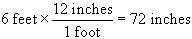 6 feet × 12 inches / 1 foot = 72 inches